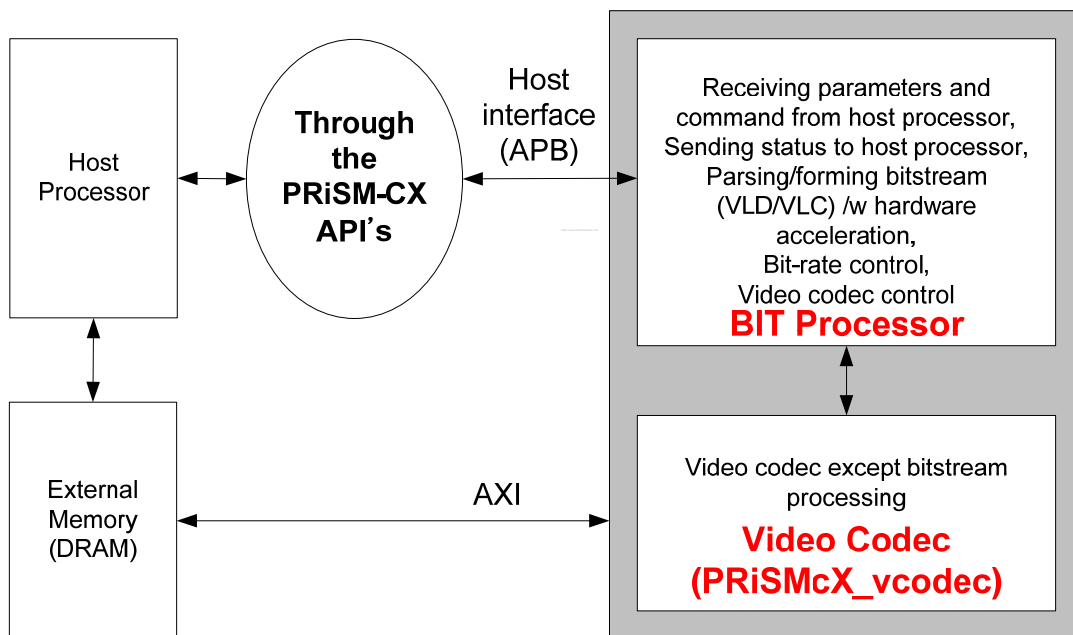 Host
Processor
Through
the
PRiSM-CX
API's
Host
interface
(APB)
Receiving parameters and
command from host processor,
Sending status to host processor,
Parsing/forming bitstream
(VLD/VLC) /w hardware
acceleration,
Bit-rate control,
Video codec control
BIT Processor
External
Memory
(DRAM)
AXI
Video codec except bitstream
processing
Video Codec
(PRiSMcX_vcodec)